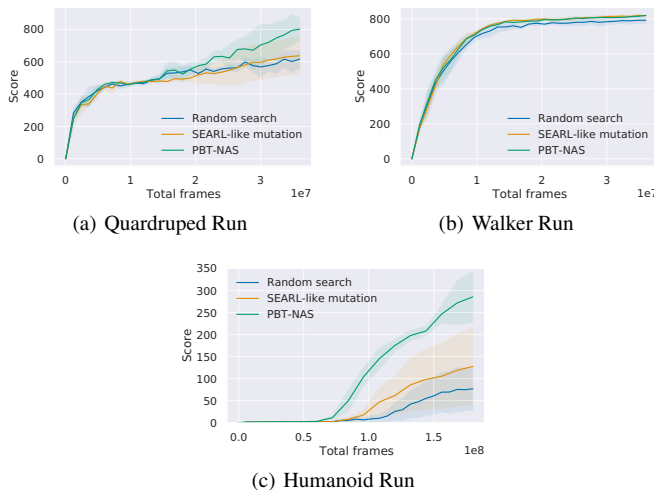 800
600
400
200
0
Score
Random search
SEARL-like mutation
PBT-NAS
0 1 2 3
1e7
Total frames
(a) Quardruped Run
800
600
400
200
0
Score
Random search
SEARL-like mutation
PBT-NAS
0 1 2 3
1e7
Total frames
(b) Walker Run
350
300
250
200
150
100
50
0
Score
Random search
SEARL-like mutation
PBT-NAS
0.0 0.5 1.0 1.5
1e8
Total frames
(c) Humanoid Run